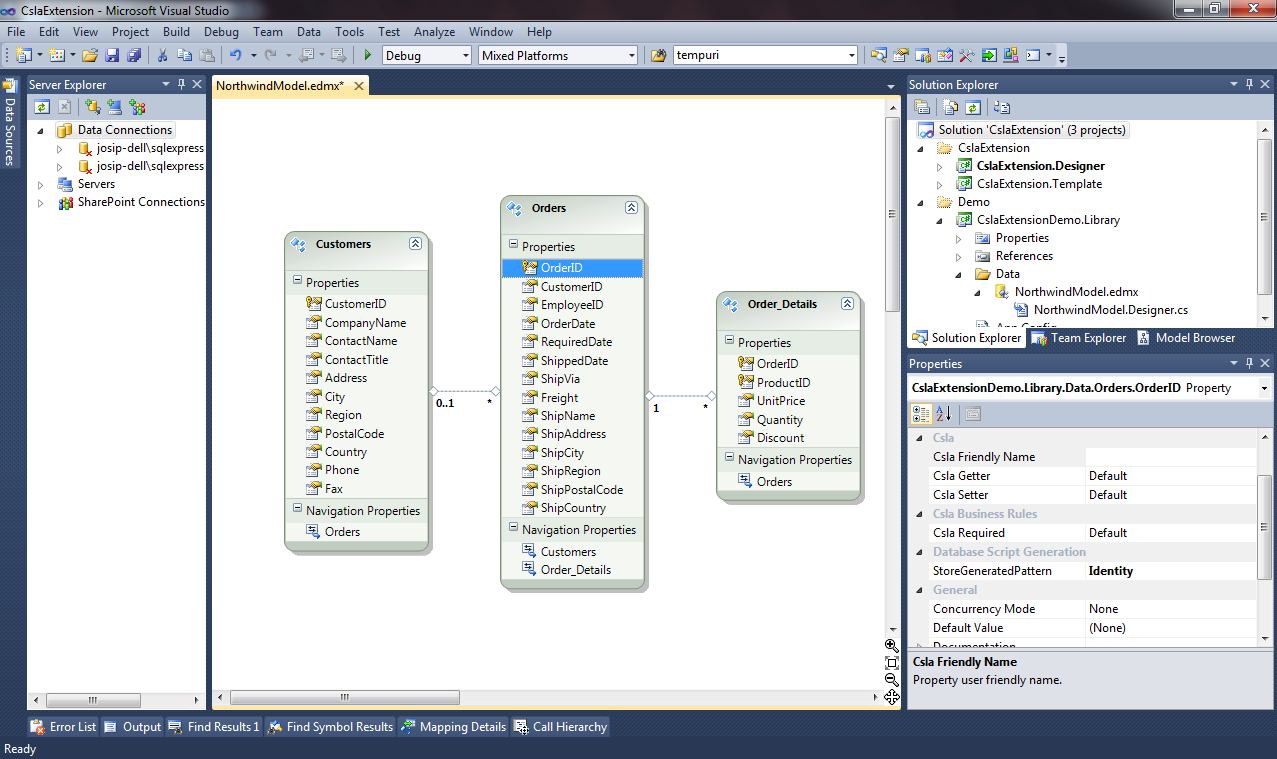 CslaExtension - Microsoft Visual Studio
File Edit View Project Build Debug Team Data Tools Test Analyze Window Help
Debug Mixed Platforms tempuri
Data Sources
Server Explorer
Data Connections
josip-dell\sqlexpress
josip-dell\sqlexpress
Servers
SharePoint Connections
NorthwindModel.edmx*
Customers
Properties
CustomerID
CompanyName
ContactName
ContactTitle
Address
City
Region
PostalCode
Country
Phone
Fax
Navigation Properties
Orders
0..1 *
Orders
Properties
OrderID
CustomerID
EmployeeID
OrderDate
RequiredDate
ShippedDate
ShipVia
Freight
ShipName
ShipAddress
ShipCity
ShipRegion
ShipPostalCode
ShipCountry
Navigation Properties
Customers
Order_Details
1 *
Order_Details
Properties
OrderID
ProductID
UnitPrice
Quantity
Discount
Navigation Properties
Orders
Solution Explorer
Solution 'CslaExtension' (3 projects)
CslaExtension
CslaExtension.Designer
CslaExtension.Template
Demo
CslaExtensionDemo.Library
Properties
References
Data
NorthwindModel.edmx
NorthwindModel.Designer.cs
App.Config
Solution Explorer Team Explorer Model Browser
Properties
CslaExtensionDemo.Library.Data.Orders.OrderID Property
Csla
Csla Friendly Name
Csla Getter Default
Csla Setter Default
Csla Business Rules
Csla Required Default
Database Script Generation
StoreGeneratedPattern Identity
General
Concurrency Mode None
Default Value (None)
Documentation
Csla Friendly Name
Property user friendly name.
Error List Output Find Results 1 Find Symbol Results Mapping Details Call Hierarchy
Ready